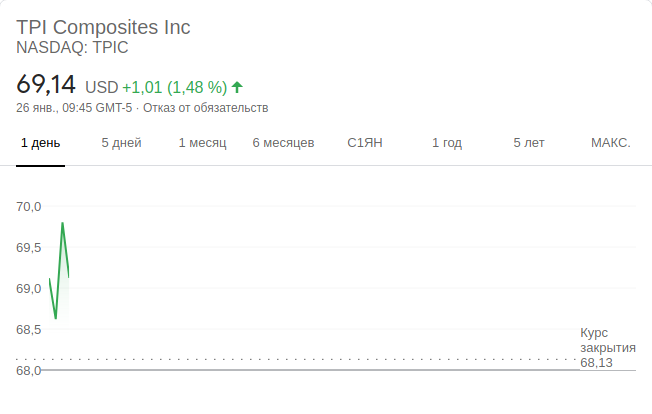 TPI Composites Inc
NASDAQ: TPIC
69,14 USD +1,01 (1,48 %)
26 янв., 09:45 GMT-5 · Отказ от обязательств
1 день 5 дней 1 месяц 6 месяцев С1ЯН 1 год 5 лет МАКС.
70,0
69,5
69,0
68,5
Курс
закрытия
68,13
68,0